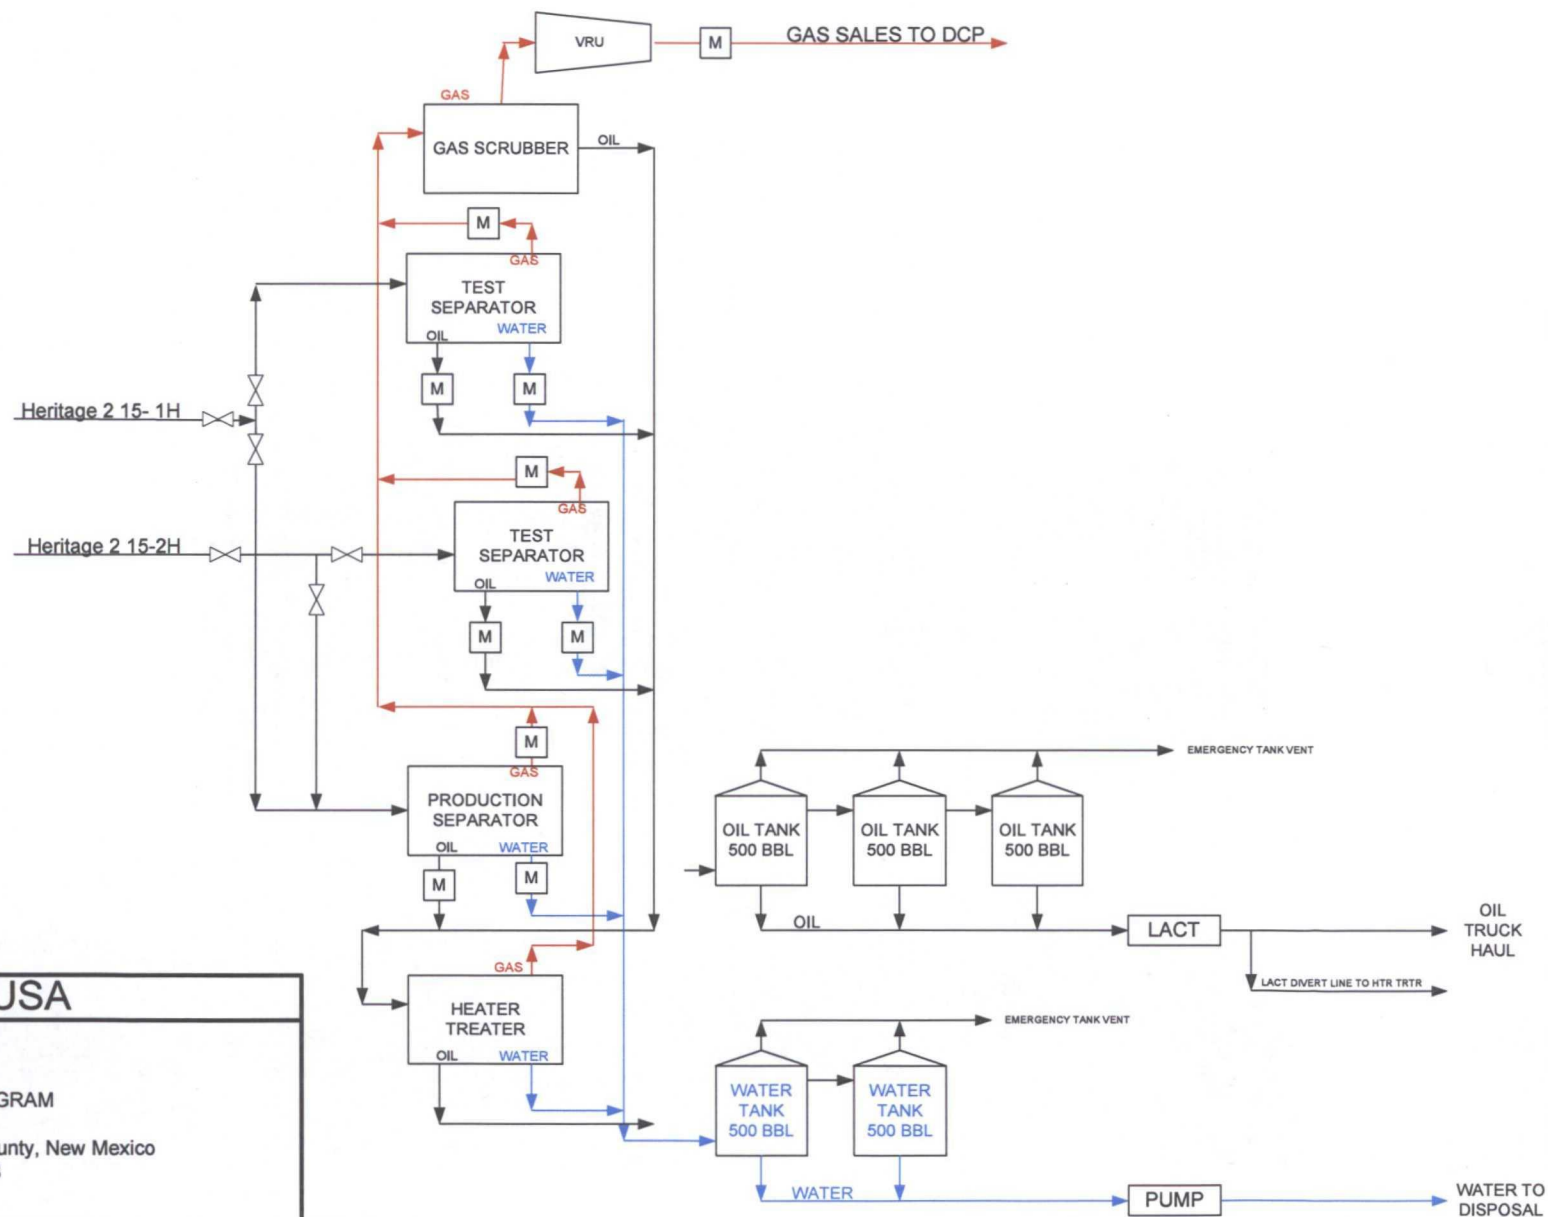 VRU
M
GAS SALES TO DCP
GAS
GAS SCRUBBER
OIL
M
GAS
TEST
SEPARATOR
OIL
WATER
M
M
Heritage 2 15- 1H
M
GAS
Heritage 2 15-2H
TEST
SEPARATOR
OIL
WATER
M
M
M
GAS
PRODUCTION
SEPARATOR
OIL
WATER
M
M
EMERGENCY TANK VENT
OIL TANK
500 BBL
OIL TANK
500 BBL
OIL TANK
500 BBL
OIL
LACT
OIL
TRUCK
HAUL
LACT DIVERT LINE TO HTR TRTR
GAS
HEATER
TREATER
OIL
WATER
EMERGENCY TANK VENT
WATER
TANK
500 BBL
WATER
TANK
500 BBL
WATER
PUMP
WATER TO
DISPOSAL
USA
GRAM
unty, New Mexico